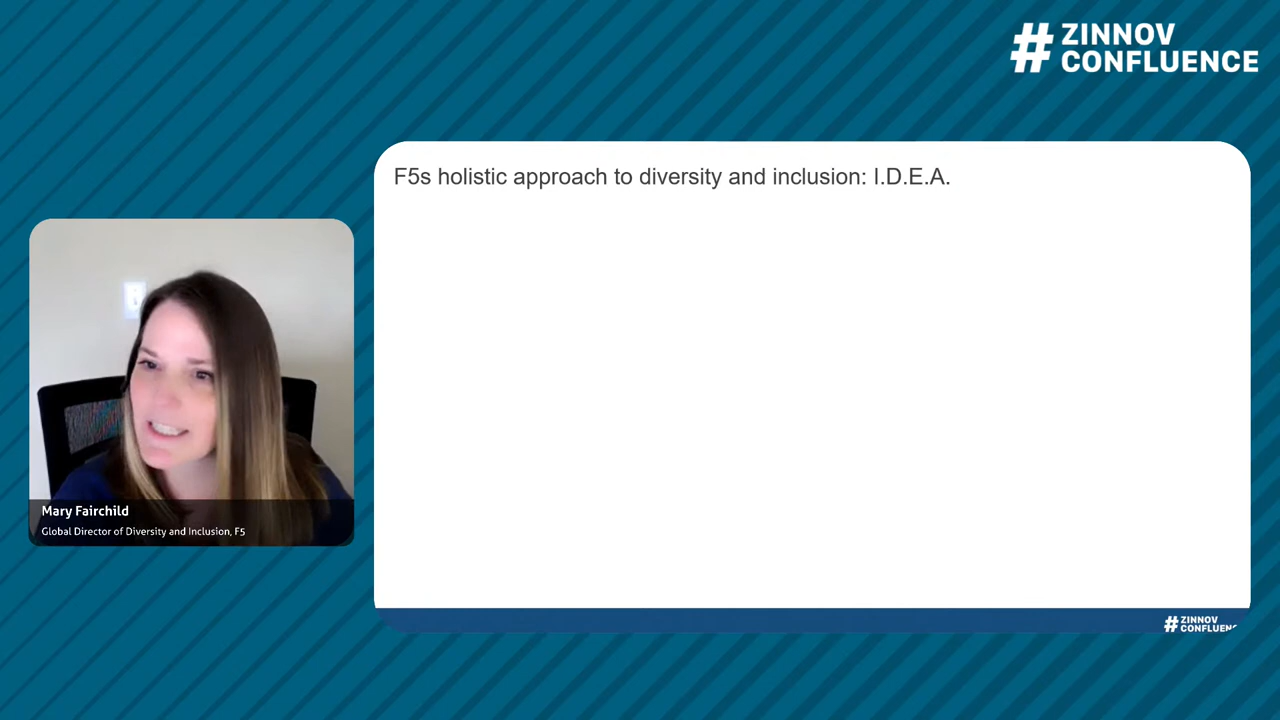 # ZINNOV
CONFLUENCE
F5s holistic approach to diversity and inclusion: I.D.E.A.
Mary Fairchild
Global Director of Diversity and Inclusion, F5
# ZINNOV
CONFLUENC